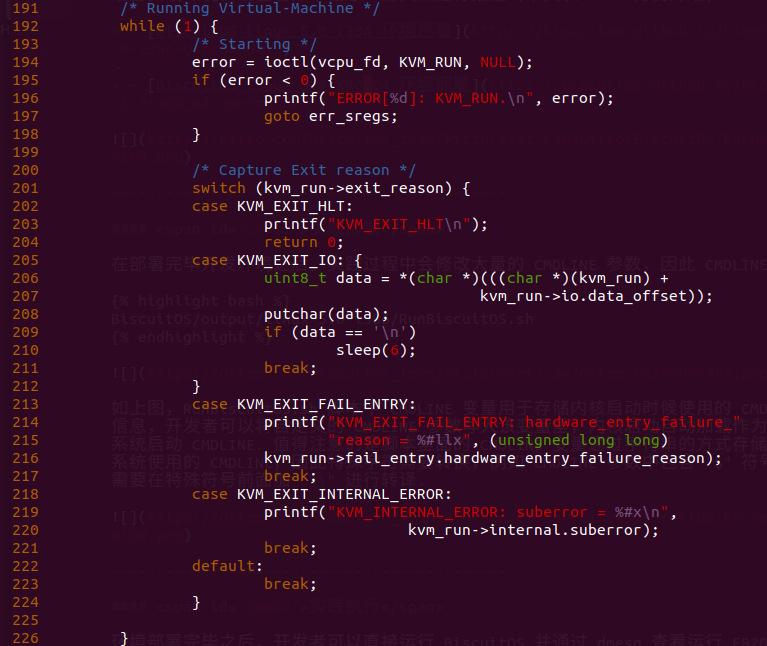 191 /* Running Virtual-Machine */
192 while (1) {
193 /* Starting */
194 error = ioctl(vcpu_fd, KVM_RUN, NULL);
195 if (error < 0) {
196 printf("ERROR[%d]: KVM_RUN.\n", error);
197 goto err_sregs;
198 }
199
200 /* Capture Exit reason */
201 switch (kvm_run->exit_reason) {
202 case KVM_EXIT_HLT:
203 printf("KVM_EXIT_HLT\n");
204 return 0;
205 case KVM_EXIT_IO: {
206 uint8_t data = *(char *)(((char *)(kvm_run) +
207 kvm_run->io.data_offset));
208 putchar(data);
209 if (data == '\n')
210 sleep(6);
211 break;
212 }
213 case KVM_EXIT_FAIL_ENTRY:
214 printf("KVM_EXIT_FAIL_ENTRY: hardware_entry_failure_"
215 "reason = %#llx", (unsigned long long)
216 kvm_run->fail_entry.hardware_entry_failure_reason);
217 break;
218 case KVM_EXIT_INTERNAL_ERROR:
219 printf("KVM_INTERNAL_ERROR: suberror = %#x\n",
220 kvm_run->internal.suberror);
221 break;
222 default:
223 break;
224 }
225
226 }